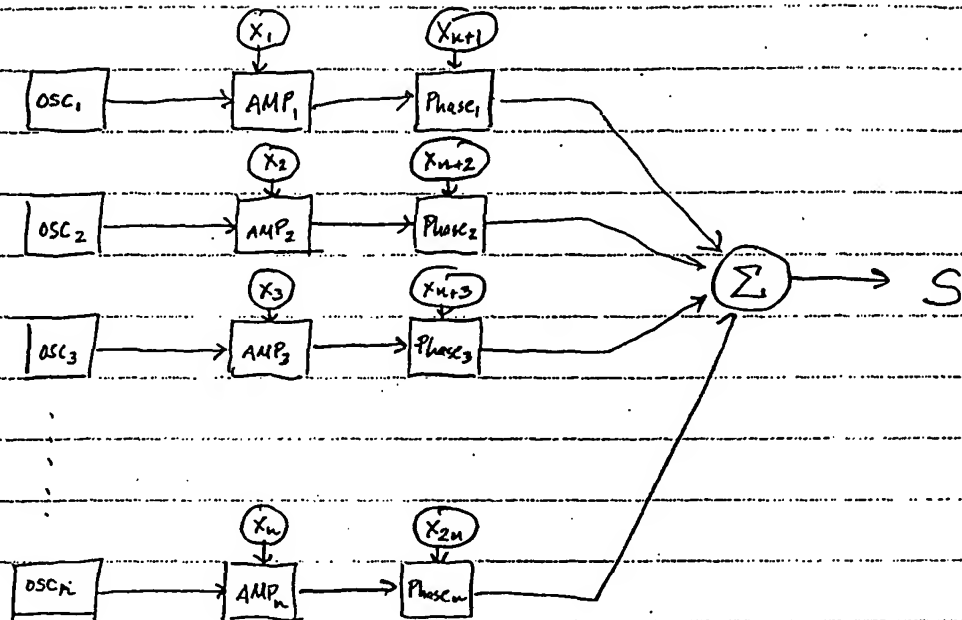 X₁ Xₙ₊₁
OSC₁ AMP₁ Phase₁
X₂ Xₙ₊₂
OSC₂ AMP₂ Phase₂
Σ S
X₃ Xₙ₊₃
OSC₃ AMP₃ Phase₃
Xₙ X₂ₙ
OSCₙ AMPₙ Phaseₙ